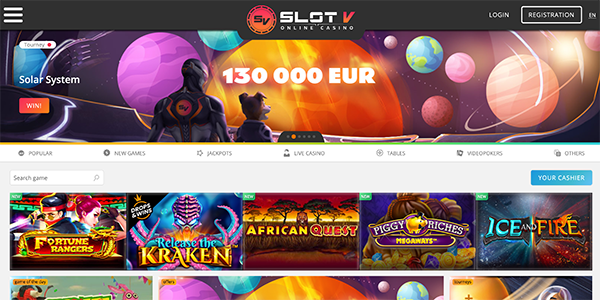 SV SLOT V
ONLINE CASINO
LOGIN
REGISTRATION
EN
Tourney
Solar System
WIN!
130 000 EUR
SV
POPULAR
NEW GAMES
JACKPOTS
LIVE CASINO
TABLES
VIDEOPOKERS
OTHERS
Search game
YOUR CASHIER
NEW
FORTUNE
RANGERS
DROPS
&WINS
Release the
KRAKEN
NEW
AFRICAN QUEST
NEW
PIGGY RICHES
MEGAWAYS
NEW
ICE AND FIRE
game of the day
offers
tourneys